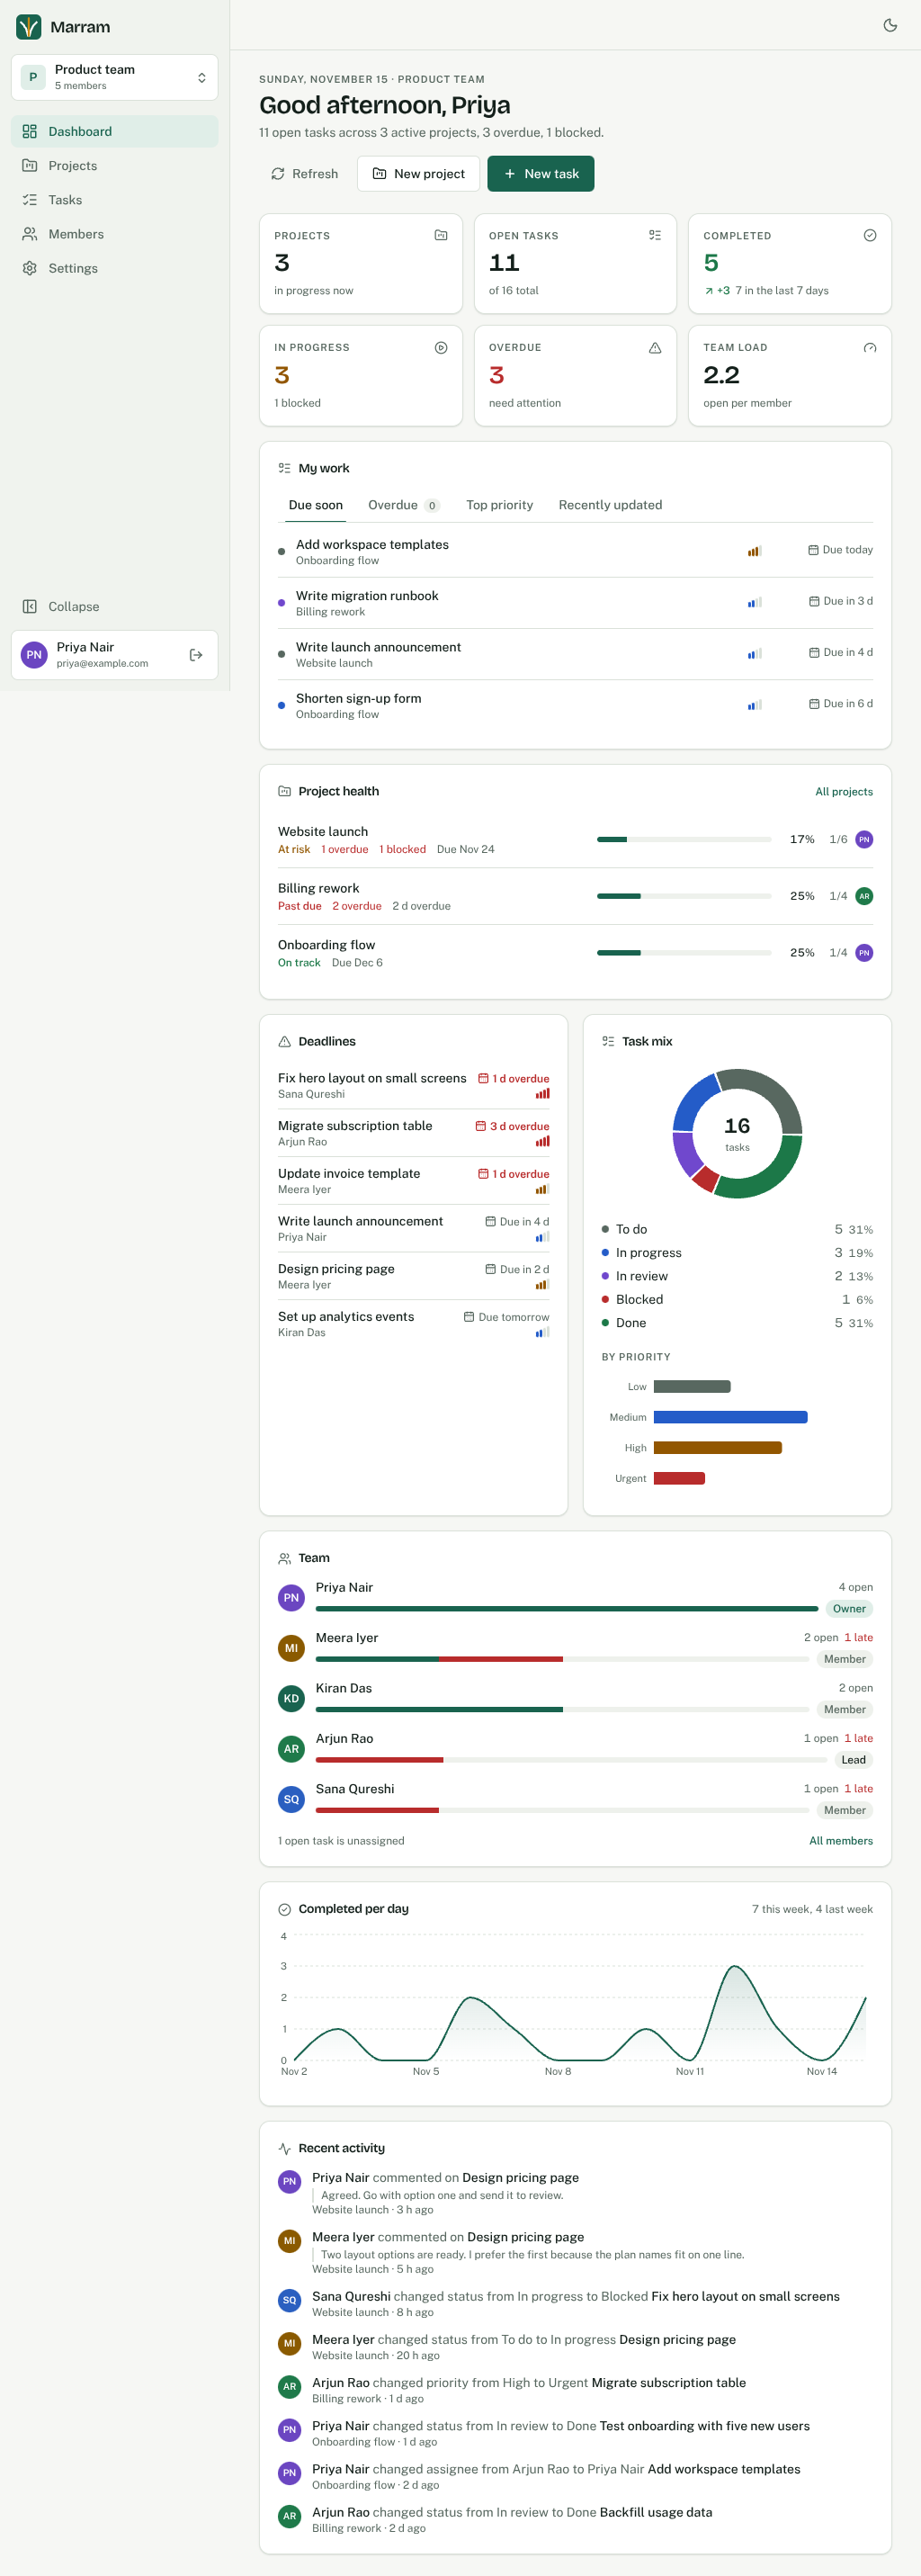 Marram
P
Product team
5 members
Dashboard
Projects
Tasks
Members
Settings
Collapse
PN
Priya Nair
priya@example.com
SUNDAY, NOVEMBER 15 · PRODUCT TEAM
Good afternoon, Priya
11 open tasks across 3 active projects, 3 overdue, 1 blocked.
Refresh
New project
New task
PROJECTS
3
in progress now
OPEN TASKS
11
of 16 total
COMPLETED
5
+3 7 in the last 7 days
IN PROGRESS
3
1 blocked
OVERDUE
3
need attention
TEAM LOAD
2.2
open per member
My work
Due soon Overdue 0 Top priority Recently updated
Add workspace templates Due today
Onboarding flow
Write migration runbook Due in 3 d
Billing rework
Write launch announcement Due in 4 d
Website launch
Shorten sign-up form Due in 6 d
Onboarding flow
Project health All projects
Website launch 17% 1/6 PN
At risk 1 overdue 1 blocked Due Nov 24
Billing rework 25% 1/4 AR
Past due 2 overdue 2 d overdue
Onboarding flow 25% 1/4 PN
On track Due Dec 6
Deadlines
Fix hero layout on small screens 1 d overdue
Sana Qureshi
Migrate subscription table 3 d overdue
Arjun Rao
Update invoice template 1 d overdue
Meera Iyer
Write launch announcement Due in 4 d
Priya Nair
Design pricing page Due in 2 d
Meera Iyer
Set up analytics events Due tomorrow
Kiran Das
Task mix
16
tasks
To do 5 31%
In progress 3 19%
In review 2 13%
Blocked 1 6%
Done 5 31%
BY PRIORITY
Low
Medium
High
Urgent
Team
PN Priya Nair 4 open
Owner
MI Meera Iyer 2 open 1 late
Member
KD Kiran Das 2 open
Member
AR Arjun Rao 1 open 1 late
Lead
SQ Sana Qureshi 1 open 1 late
Member
1 open task is unassigned All members
Completed per day 7 this week, 4 last week
4
3
2
1
0
Nov 2 Nov 5 Nov 8 Nov 11 Nov 14
Recent activity
PN Priya Nair commented on Design pricing page
Agreed. Go with option one and send it to review.
Website launch · 3 h ago
MI Meera Iyer commented on Design pricing page
Two layout options are ready. I prefer the first because the plan names fit on one line.
Website launch · 5 h ago
SQ Sana Qureshi changed status from In progress to Blocked Fix hero layout on small screens
Website launch · 8 h ago
MI Meera Iyer changed status from To do to In progress Design pricing page
Website launch · 20 h ago
AR Arjun Rao changed priority from High to Urgent Migrate subscription table
Billing rework · 1 d ago
PN Priya Nair changed status from In review to Done Test onboarding with five new users
Onboarding flow · 1 d ago
PN Priya Nair changed assignee from Arjun Rao to Priya Nair Add workspace templates
Onboarding flow · 2 d ago
AR Arjun Rao changed status from In review to Done Backfill usage data
Billing rework · 2 d ago